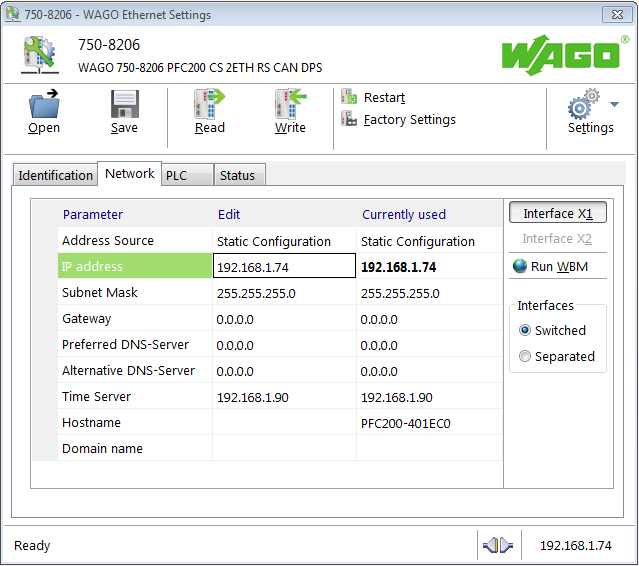 750-8206 - WAGO Ethernet Settings
750-8206
WAGO 750-8206 PFC200 CS 2ETH RS CAN DPS
WAGO®
Open Save Read Write Restart Factory Settings Settings
Identification Network PLC Status
Parameter Edit Currently used
Address Source Static Configuration Static Configuration
IP address 192.168.1.74 192.168.1.74
Subnet Mask 255.255.255.0 255.255.255.0
Gateway 0.0.0.0 0.0.0.0
Preferred DNS-Server 0.0.0.0 0.0.0.0
Alternative DNS-Server 0.0.0.0 0.0.0.0
Time Server 192.168.1.90 192.168.1.90
Hostname PFC200-401EC0
Domain name
Interface X1
Interface X2
Run WBM
Interfaces
Switched
Separated
Ready 192.168.1.74